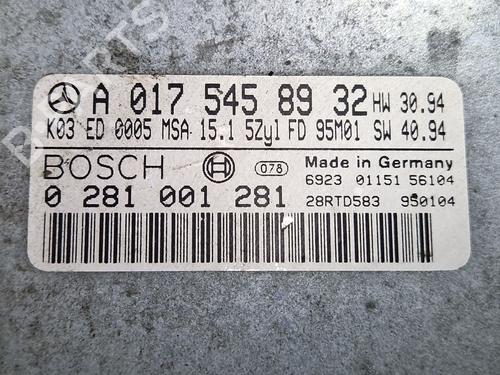 A 017 545 89 32 HW 30.94
K03 ED 0005 MSA 15.1 5Zyl FD 95M01 SW 40.94
BOSCH 078 Made in Germany
6923 01151 56104
0 281 001 281 28RTD583 950104